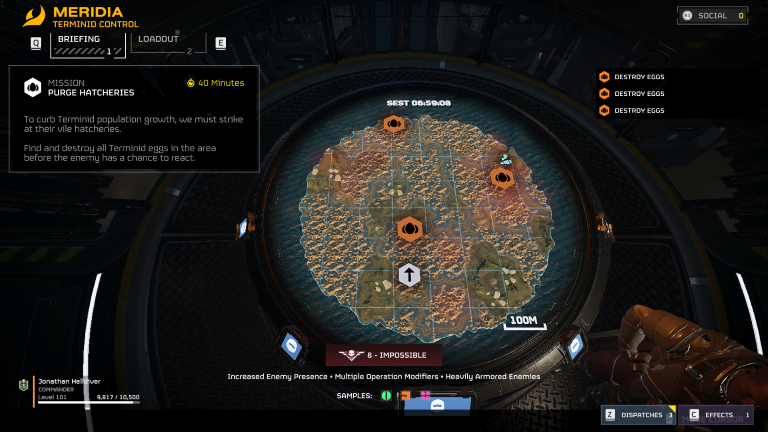 MERIDIA
TERMINID CONTROL
SOCIAL 0
Q BRIEFING 1 LOADOUT 2 E
MISSION
PURGE HATCHERIES
40 Minutes
To curb Terminid population growth, we must strike
at their vile hatcheries.
Find and destroy all Terminid eggs in the area
before the enemy has a chance to react.
DESTROY EGGS
DESTROY EGGS
DESTROY EGGS
SEST 06:59:08
100M
8 - IMPOSSIBLE
Increased Enemy Presence • Multiple Operation Modifiers • Heavily Armored Enemies
SAMPLES:
Jonathan Helldiver
COMMANDER
Level 101 9,817 / 10,500
Z DISPATCHES 3
C EFFECTS 1
CURSOR